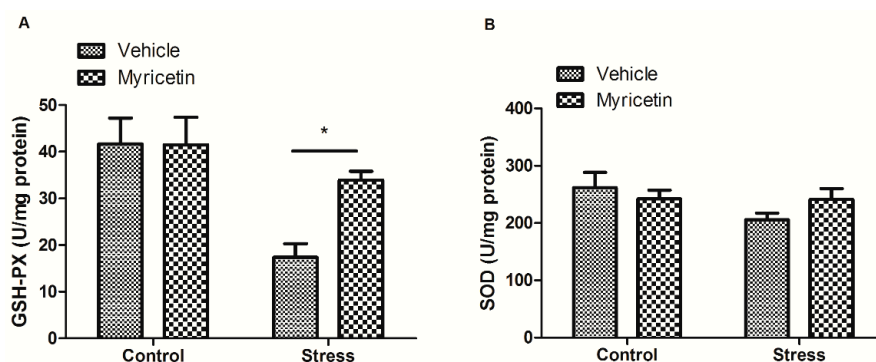 A
Vehicle
Myricetin
GSH-PX (U/mg protein)
50
40
30
20
10
0
*
Control
Stress
B
Vehicle
Myricetin
SOD (U/mg protein)
400
300
200
100
0
Control
Stress